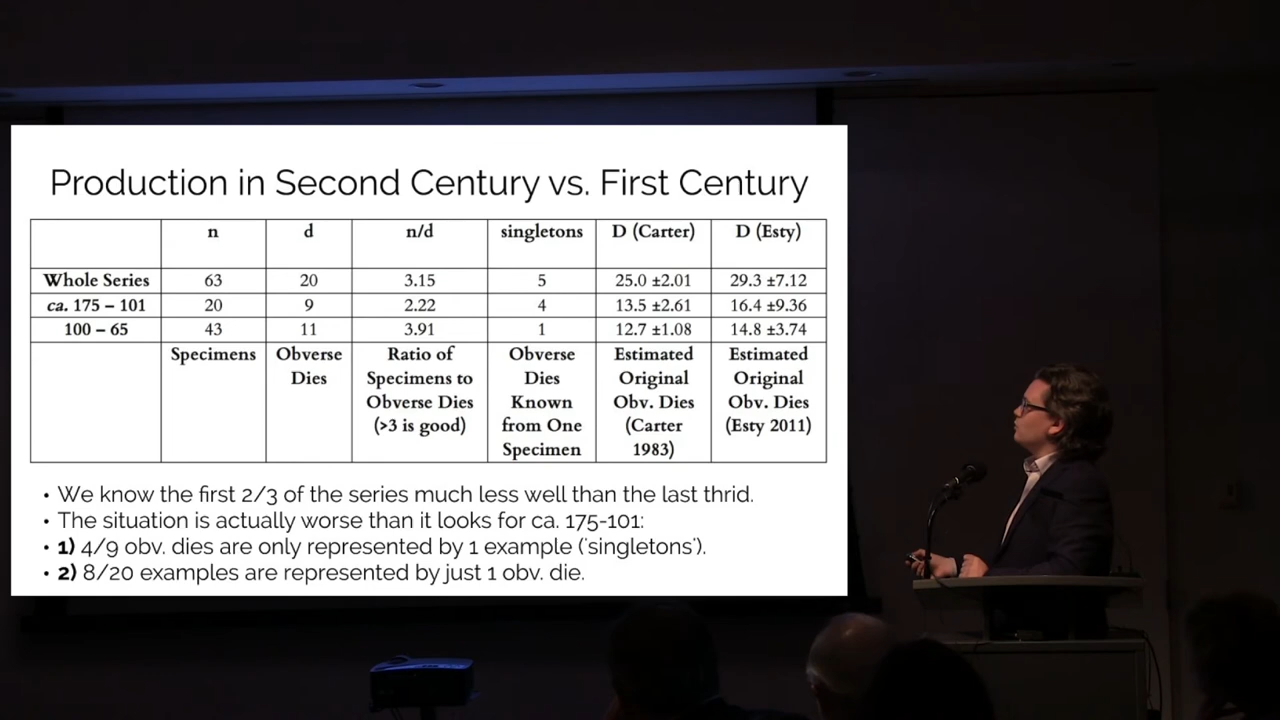 Production in Second Century vs. First Century
n d n/d singletons D (Carter) D (Esty)
Whole Series 63 20 3.15 5 25.0 ±2.01 29.3 ±7.12
ca. 175 – 101 20 9 2.22 4 13.5 ±2.61 16.4 ±9.36
100 – 65 43 11 3.91 1 12.7 ±1.08 14.8 ±3.74
Specimens Obverse Ratio of Obverse Estimated Estimated
Dies Specimens to Dies Original Original
Obverse Dies Known Obv. Dies Obv. Dies
(>3 is good) from One (Carter (Esty 2011)
Specimen 1983)
• We know the first 2/3 of the series much less well than the last thrid.
• The situation is actually worse than it looks for ca. 175-101:
• 1) 4/9 obv. dies are only represented by 1 example ('singletons').
• 2) 8/20 examples are represented by just 1 obv. die.